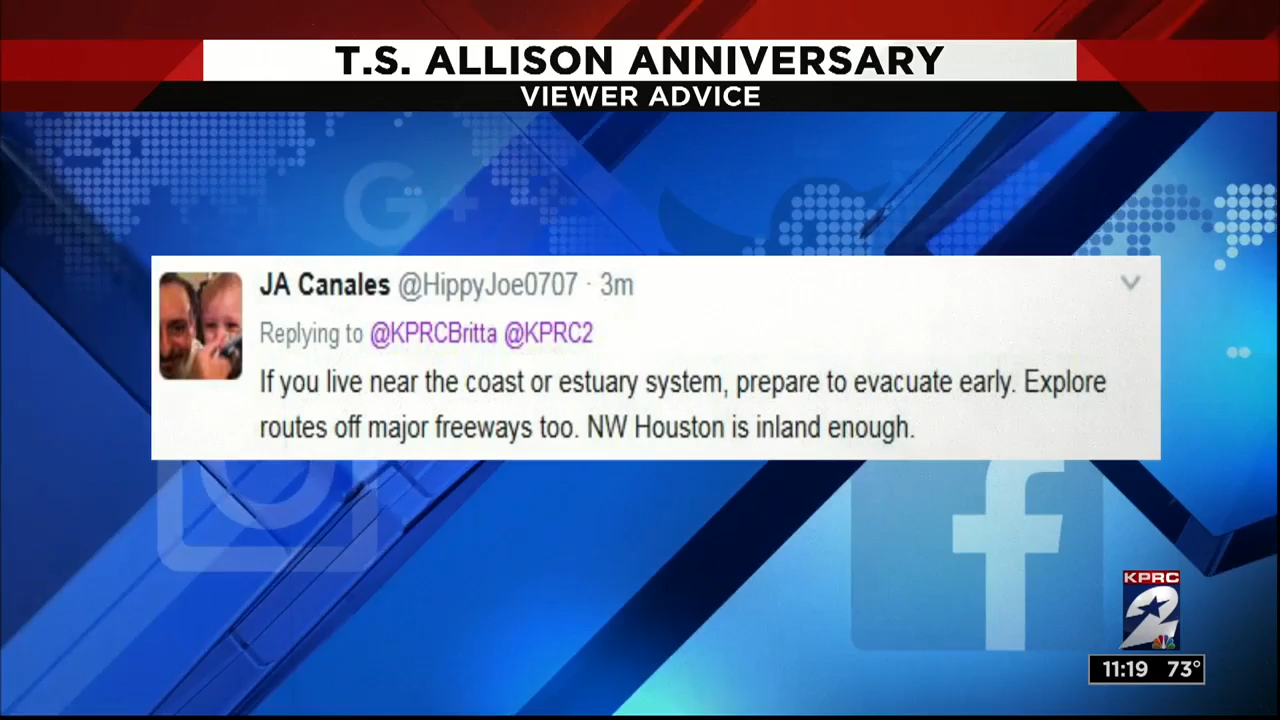 T.S. ALLISON ANNIVERSARY
VIEWER ADVICE
G+
JA Canales @HippyJoe0707 · 3m
Replying to @KPRCBritta @KPRC2
If you live near the coast or estuary system, prepare to evacuate early. Explore
routes off major freeways too. NW Houston is inland enough.
f
KPRC
2
11:19 73°